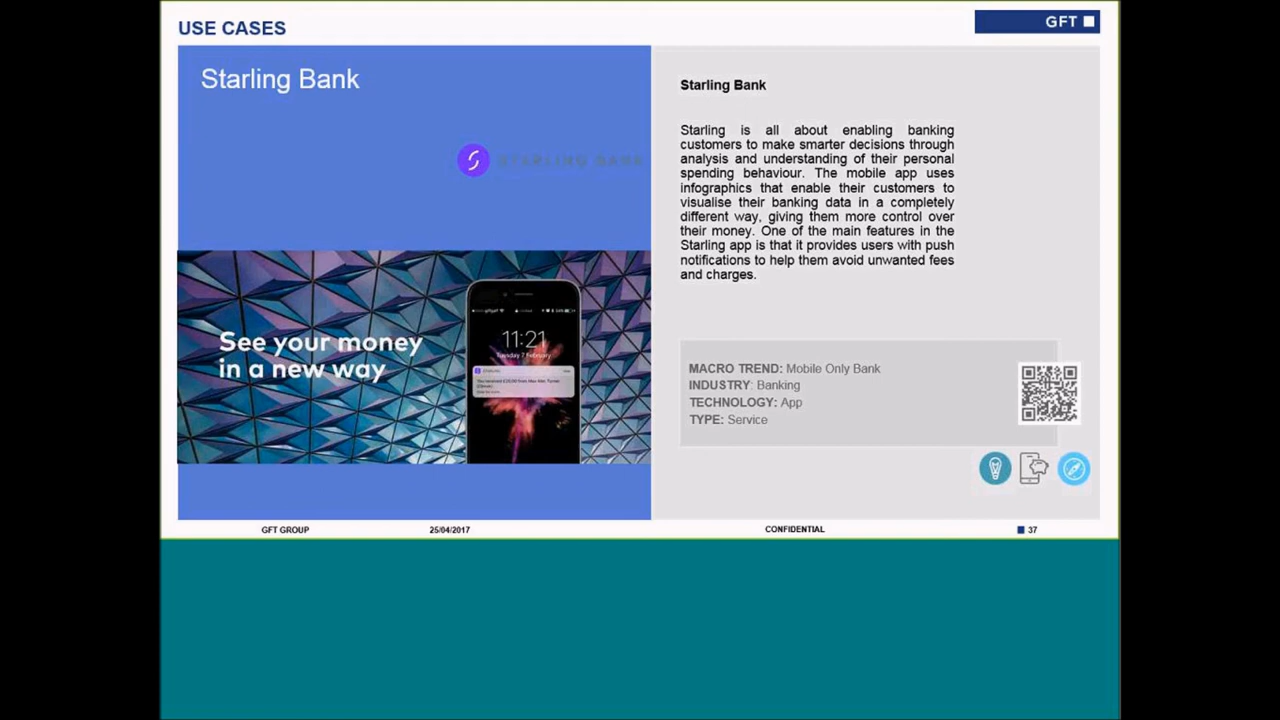 USE CASES
GFT
Starling Bank
STARLING BANK
See your money
in a new way
11:21
Tuesday 7 February
Starling Bank
Starling is all about enabling banking
customers to make smarter decisions through
analysis and understanding of their personal
spending behaviour. The mobile app uses
infographics that enable their customers to
visualise their banking data in a completely
different way, giving them more control over
their money. One of the main features in the
Starling app is that it provides users with push
notifications to help them avoid unwanted fees
and charges.
MACRO TREND: Mobile Only Bank
INDUSTRY: Banking
TECHNOLOGY: App
TYPE: Service
GFT GROUP
25/04/2017
CONFIDENTIAL
37